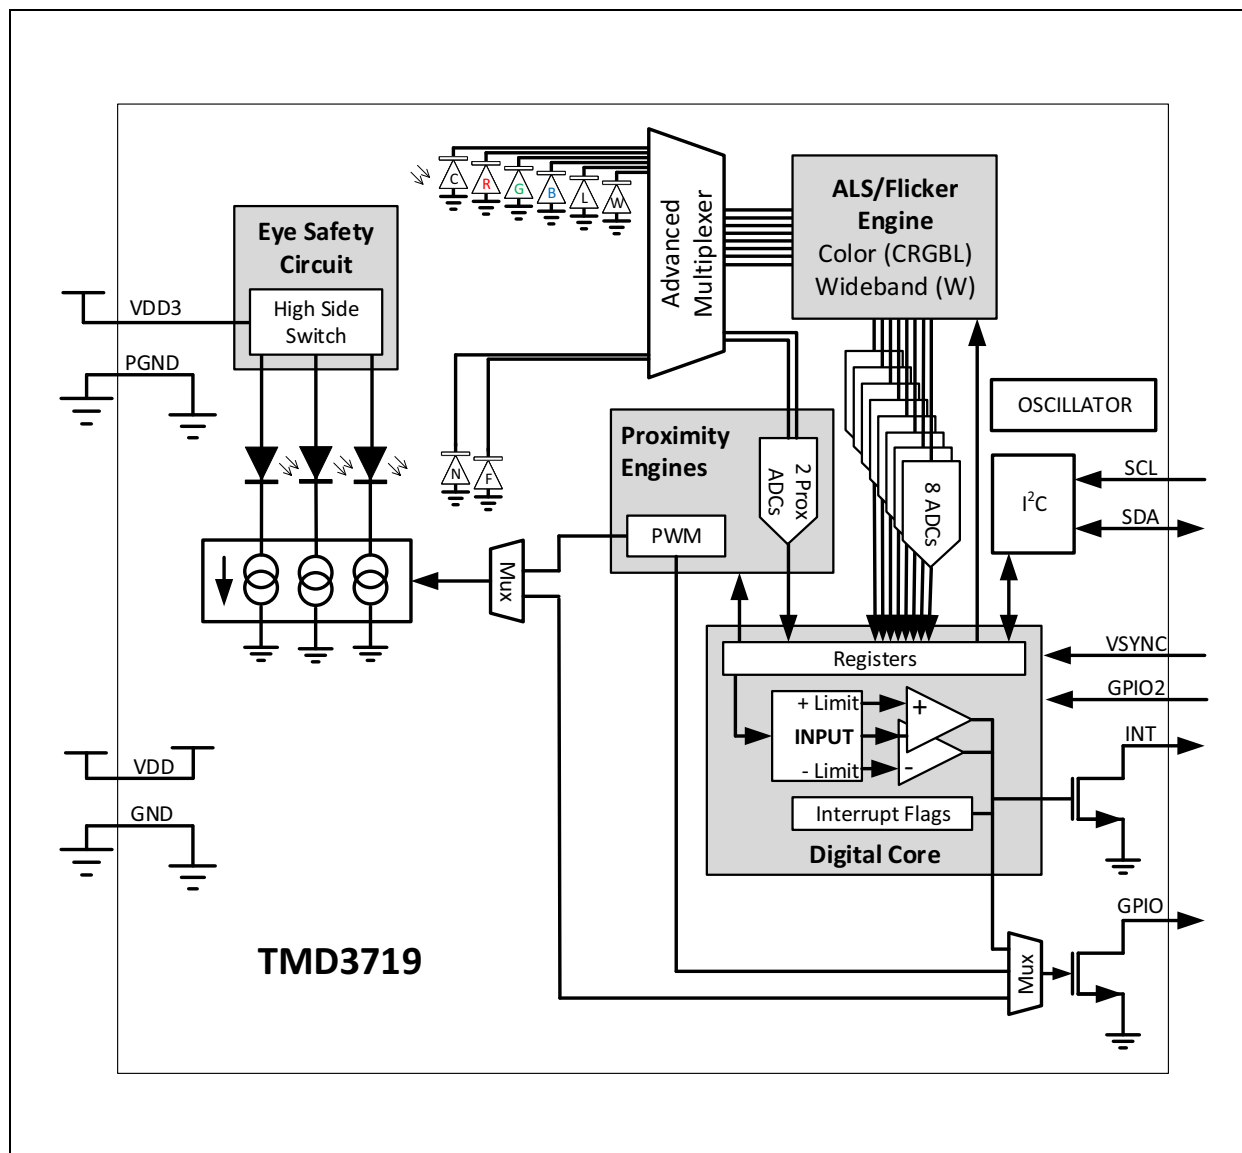 C
R
G
B
L
W
Advanced
Multiplexer
ALS/Flicker
Engine
Color (CRGBL)
Wideband (W)
Eye Safety
Circuit
High Side
Switch
VDD3
PGND
N
F
Proximity
Engines
2 Prox
ADCs
PWM
8 ADCs
OSCILLATOR
I²C
SCL
SDA
Mux
Registers
VSYNC
GPIO2
+ Limit
+
INPUT
- Limit
-
INT
Interrupt Flags
Digital Core
VDD
GND
GPIO
Mux
TMD3719